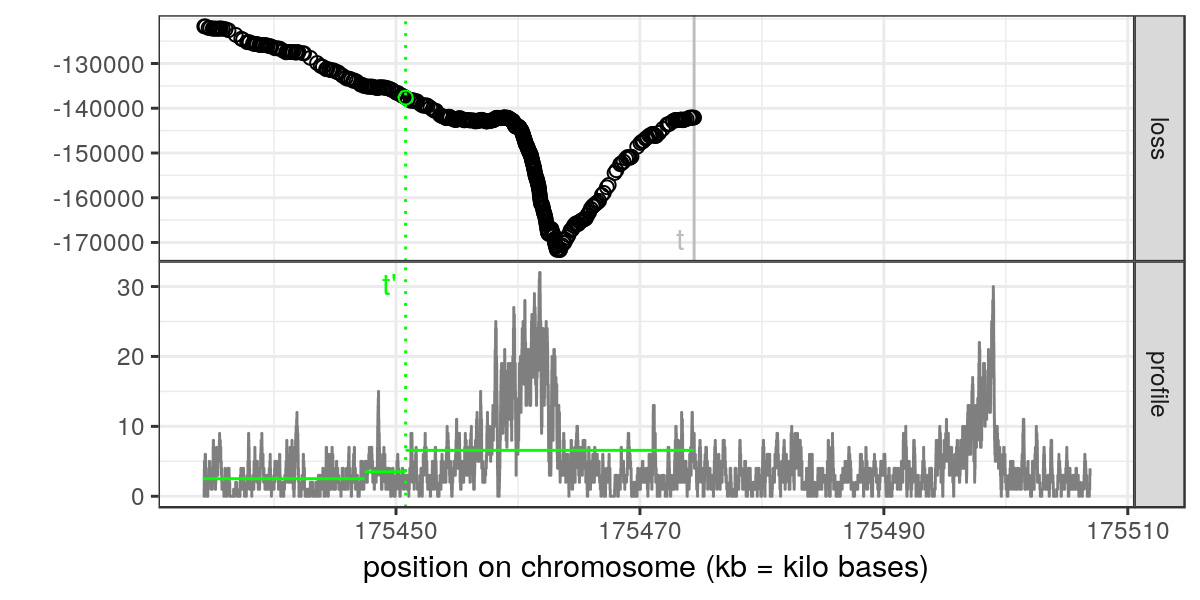 -130000
-140000
-150000
-160000
-170000
t
loss
t'
30
20
10
0
profile
175450 175470 175490 175510
position on chromosome (kb = kilo bases)